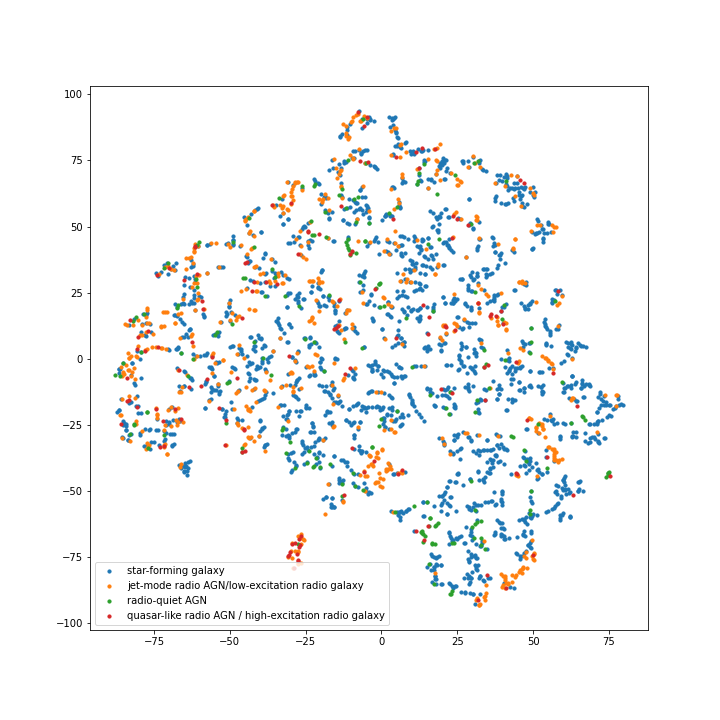 100
75
50
25
0
−25
−50
−75
−100
star-forming galaxy
jet-mode radio AGN/low-excitation radio galaxy
radio-quiet AGN
quasar-like radio AGN / high-excitation radio galaxy
−75 −50 −25 0 25 50 75